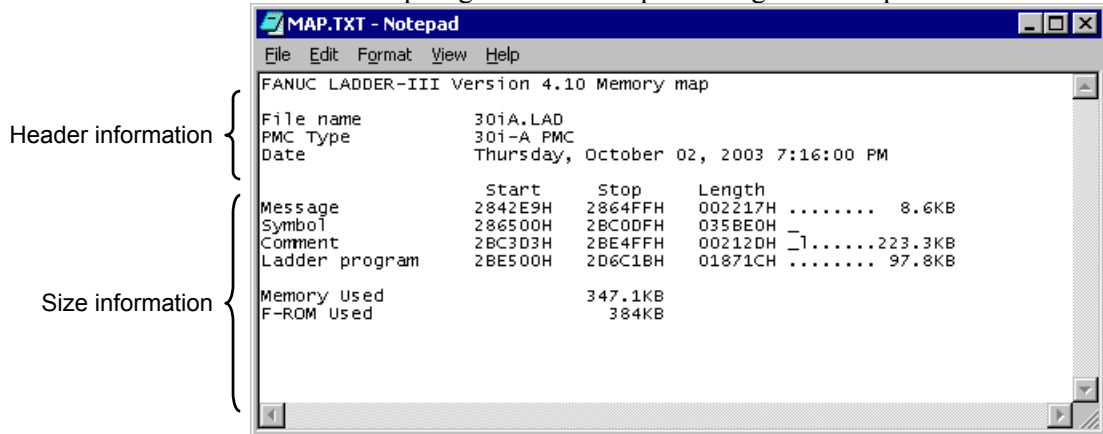 MAP.TXT - Notepad
File Edit Format View Help
FANUC LADDER-III Version 4.10 Memory map
Header information
File name 30iA.LAD
PMC Type 30i-A PMC
Date Thursday, October 02, 2003 7:16:00 PM
Start Stop Length
Message 2842E9H 2864FFH 002217H ........ 8.6KB
Symbol 286500H 2BC0DFH 035BE0H _
Comment 2BC3D3H 2BE4FFH 00212DH _l......223.3KB
Ladder program 2BE500H 2D6C1BH 01871CH ........ 97.8KB
Size information
Memory Used 347.1KB
F-ROM Used 384KB